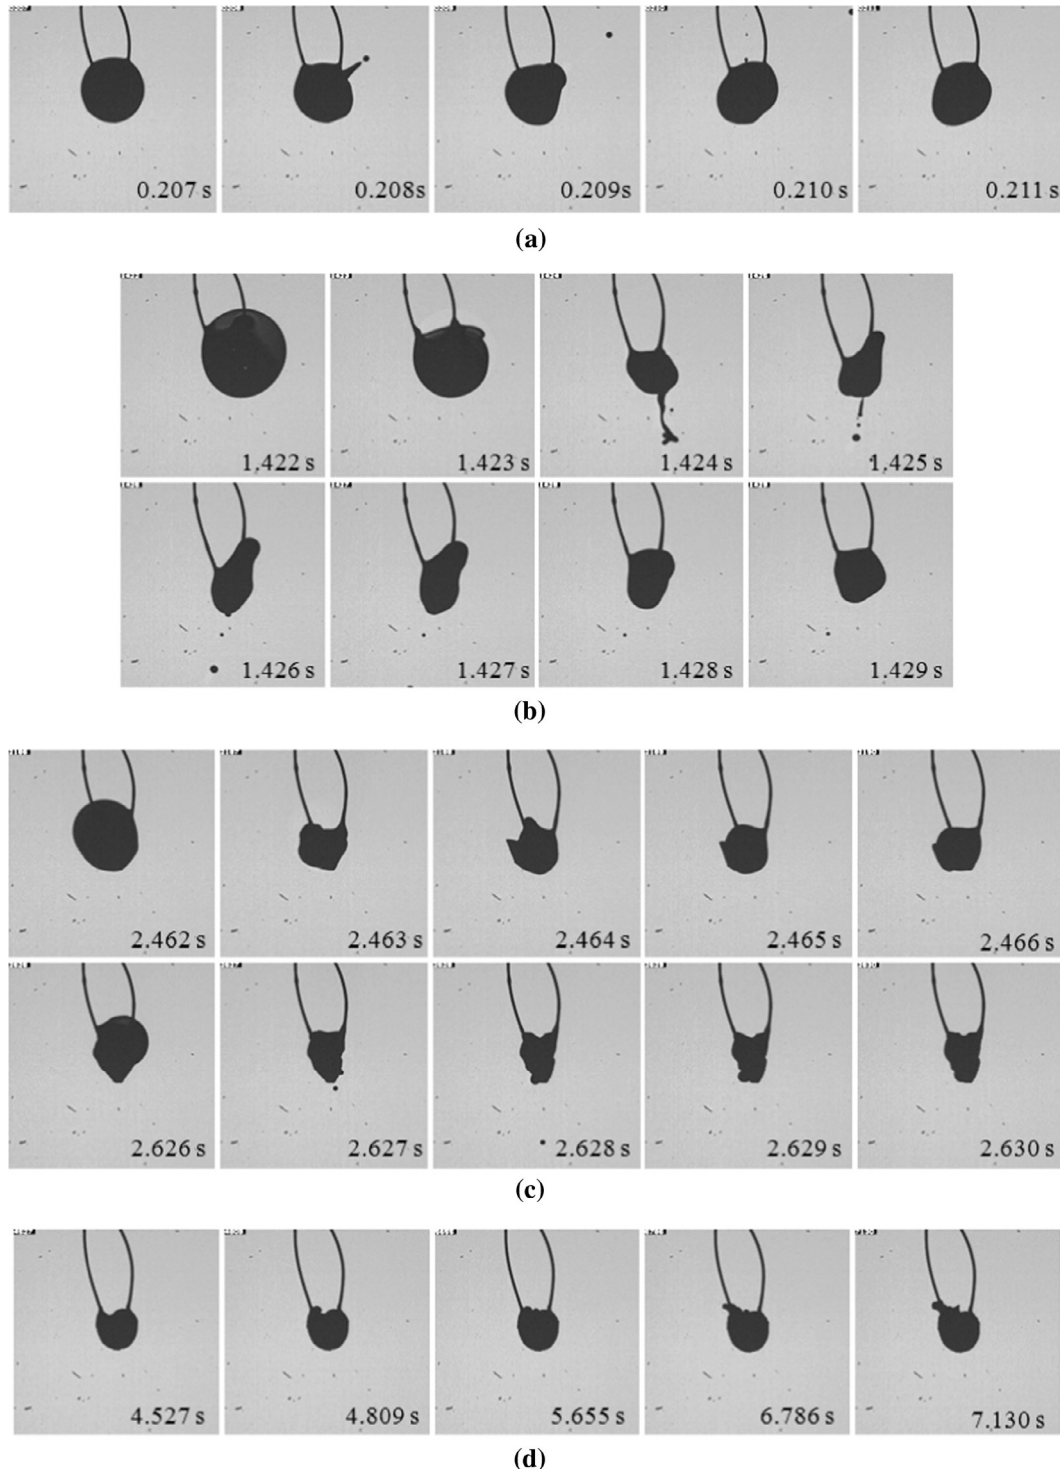 0.207 s 0.208s 0.209s 0.210 s 0.211 s
(a)
1.422 s 1.423 s 1.424 s 1.425 s
1.426 s 1.427 s 1.428 s 1.429 s
(b)
2.462 s 2.463 s 2.464 s 2.465 s 2.466 s
2.626 s 2.627 s 2.628 s 2.629 s 2.630 s
(c)
4.527 s 4.809 s 5.655 s 6.786 s 7.130 s
(d)